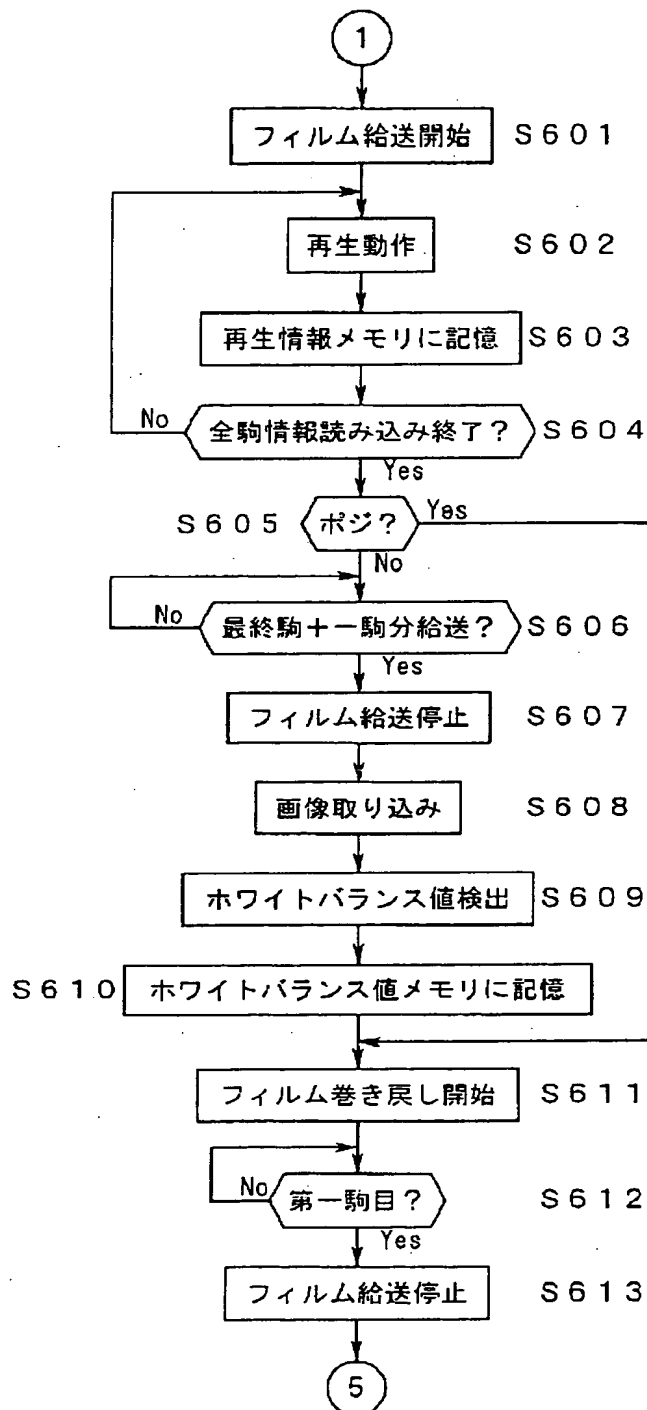 1
フィルム給送開始 S601
再生動作 S602
再生情報メモリに記憶 S603
No 全駒情報読み込み終了? S604
Yes
S605 ポジ? Yes
No
No 最終駒+一駒分給送? S606
Yes
フィルム給送停止 S607
画像取り込み S608
ホワイトバランス値検出 S609
S610 ホワイトバランス値メモリに記憶
フィルム巻き戻し開始 S611
No 第一駒目? S612
Yes
フィルム給送停止 S613
5